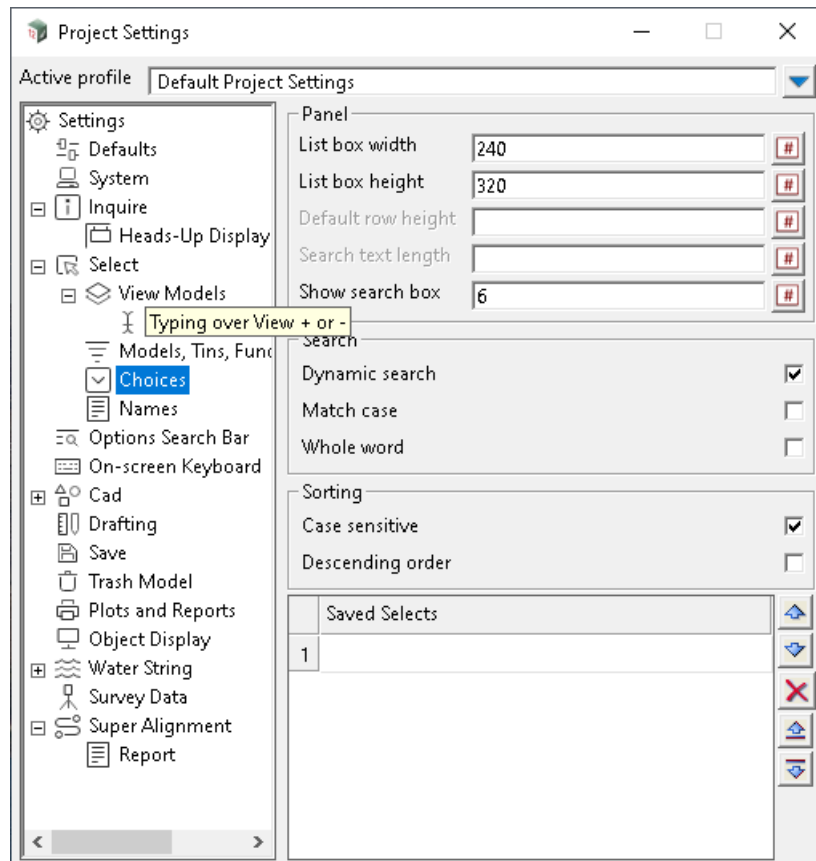 Project Settings
Active profile Default Project Settings
Settings
Defaults
System
Inquire
Heads-Up Display
Select
View Models
Typing over View + or -
Models, Tins, Func
Choices
Names
Options Search Bar
On-screen Keyboard
Cad
Drafting
Save
Trash Model
Plots and Reports
Object Display
Water String
Survey Data
Super Alignment
Report
Panel
List box width 240 #
List box height 320 #
Default row height #
Search text length #
Show search box 6 #
Search
Dynamic search
Match case
Whole word
Sorting
Case sensitive
Descending order
Saved Selects
1